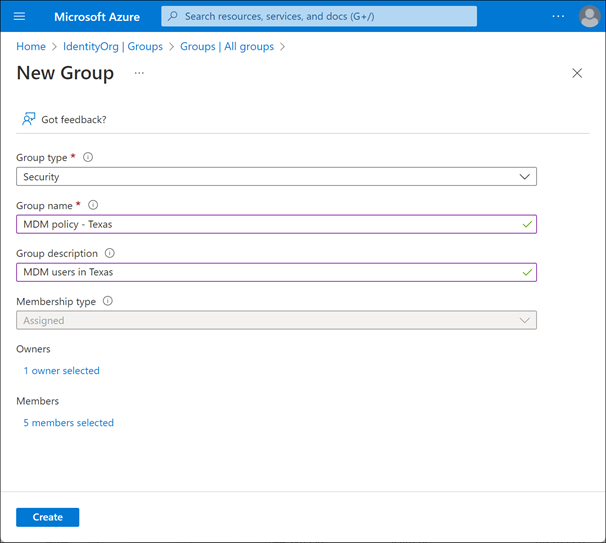 Microsoft Azure
Search resources, services, and docs (G+/)
Home > IdentityOrg | Groups > Groups | All groups >
New Group
Got feedback?
Group type *
Security
Group name *
MDM policy - Texas
Group description
MDM users in Texas
Membership type
Assigned
Owners
1 owner selected
Members
5 members selected
Create